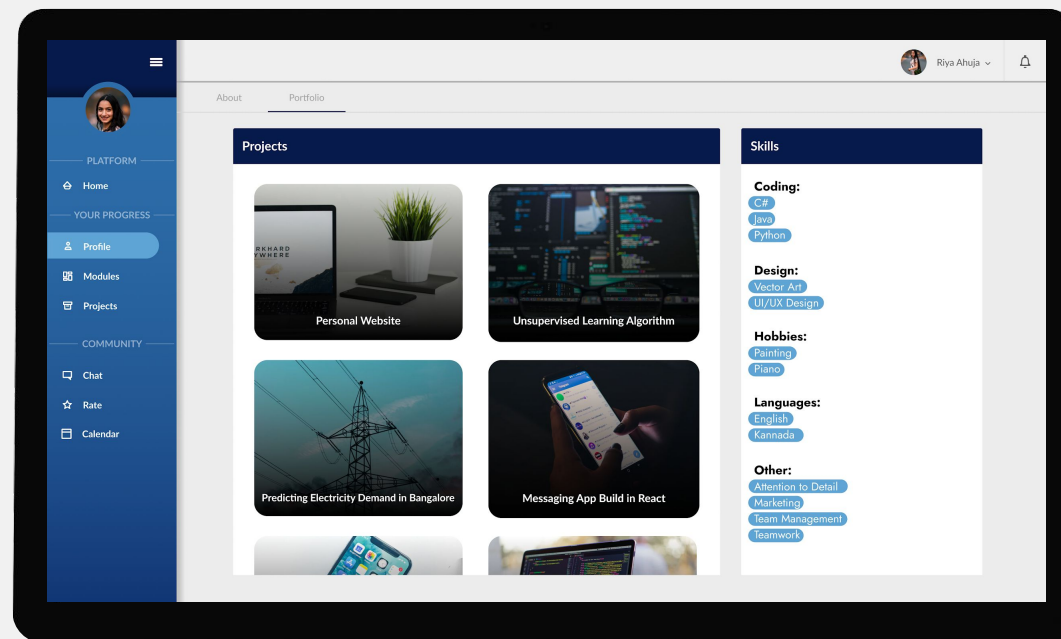 Riya Ahuja
About
Portfolio
PLATFORM
Home
YOUR PROGRESS
Profile
Modules
Projects
COMMUNITY
Chat
Rate
Calendar
Projects
RKHARD
YWHERE
Personal Website
Unsupervised Learning Algorithm
Predicting Electricity Demand in Bangalore
Messaging App Build in React
Skills
Coding:
C#
Java
Python
Design:
Vector Art
UI/UX Design
Hobbies:
Painting
Piano
Languages:
English
Kannada
Other:
Attention to Detail
Marketing
Team Management
Teamwork